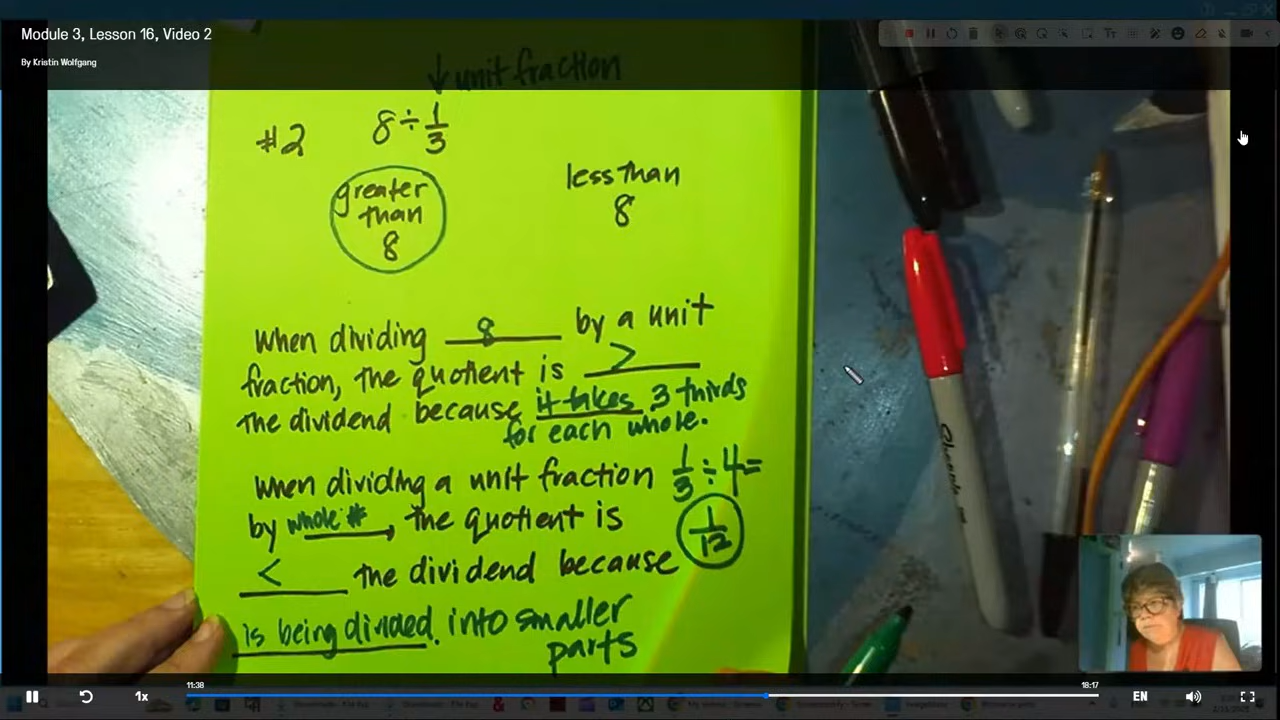 Module 3, Lesson 16, Video 2
By Kristin Wolfgang
↓ unit fraction
#2 8 ÷ 1/3
greater than 8
less than 8
When dividing 8 by a unit
fraction, the quotient is >
the dividend because it takes 3 thirds
for each whole.
When dividing a unit fraction 1/3 ÷ 4 =
by whole #, the quotient is 1/12
< the dividend because
is being divided. into smaller
parts
Sharpie
11:38
18:17
1x
EN